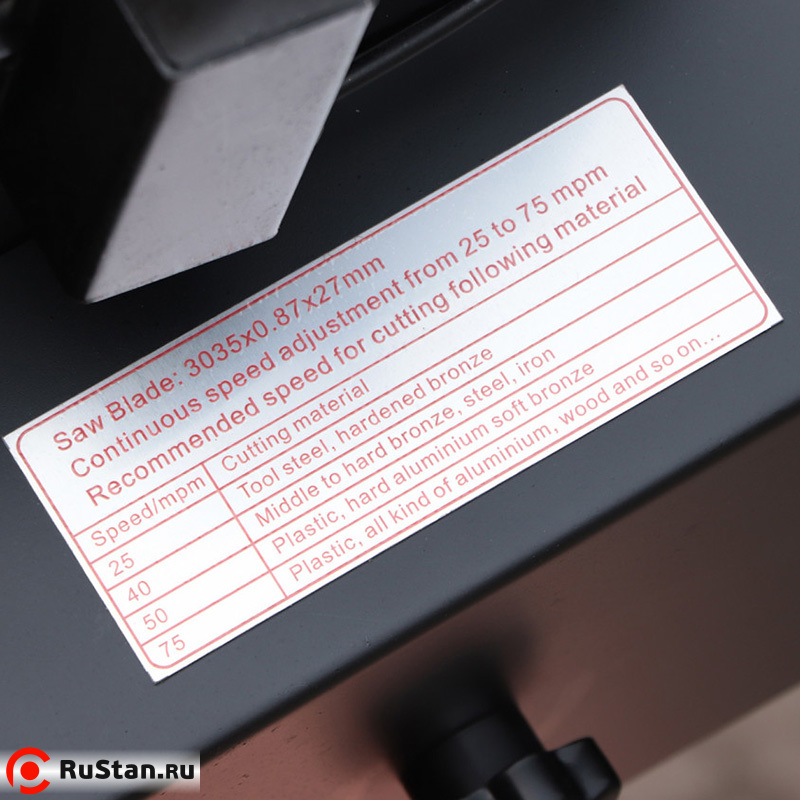 Saw Blade: 3035x0.87x27mm
Continuous speed adjustment from 25 to 75 mpm
Recommended speed for cutting following material
Speed/mpm Cutting material
25 Tool steel, hardened bronze
40 Middle to hard bronze, steel, iron
50 Plastic, hard aluminium soft bronze
75 Plastic, all kind of aluminium, wood and so on...
RuStan.ru